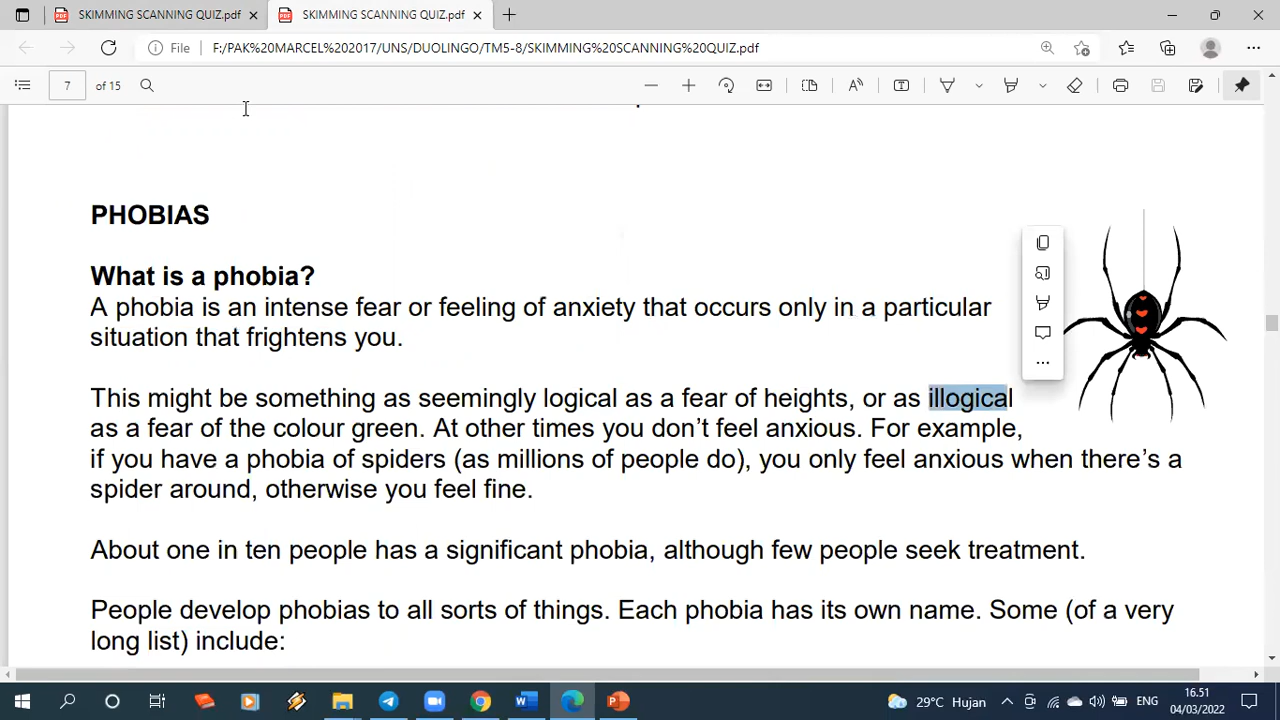 SKIMMING SCANNING QUIZ.pdf
SKIMMING SCANNING QUIZ.pdf
File
F:/PAK%20MARCEL%202017/UNS/DUOLINGO/TM5-8/SKIMMING%20SCANNING%20QUIZ.pdf
7 of 15
PHOBIAS
What is a phobia?
A phobia is an intense fear or feeling of anxiety that occurs only in a particular
situation that frightens you.
This might be something as seemingly logical as a fear of heights, or as illogical
as a fear of the colour green. At other times you don't feel anxious. For example,
if you have a phobia of spiders (as millions of people do), you only feel anxious when there's a
spider around, otherwise you feel fine.
About one in ten people has a significant phobia, although few people seek treatment.
People develop phobias to all sorts of things. Each phobia has its own name. Some (of a very
long list) include:
29°C Hujan
ENG
16.51
04/03/2022